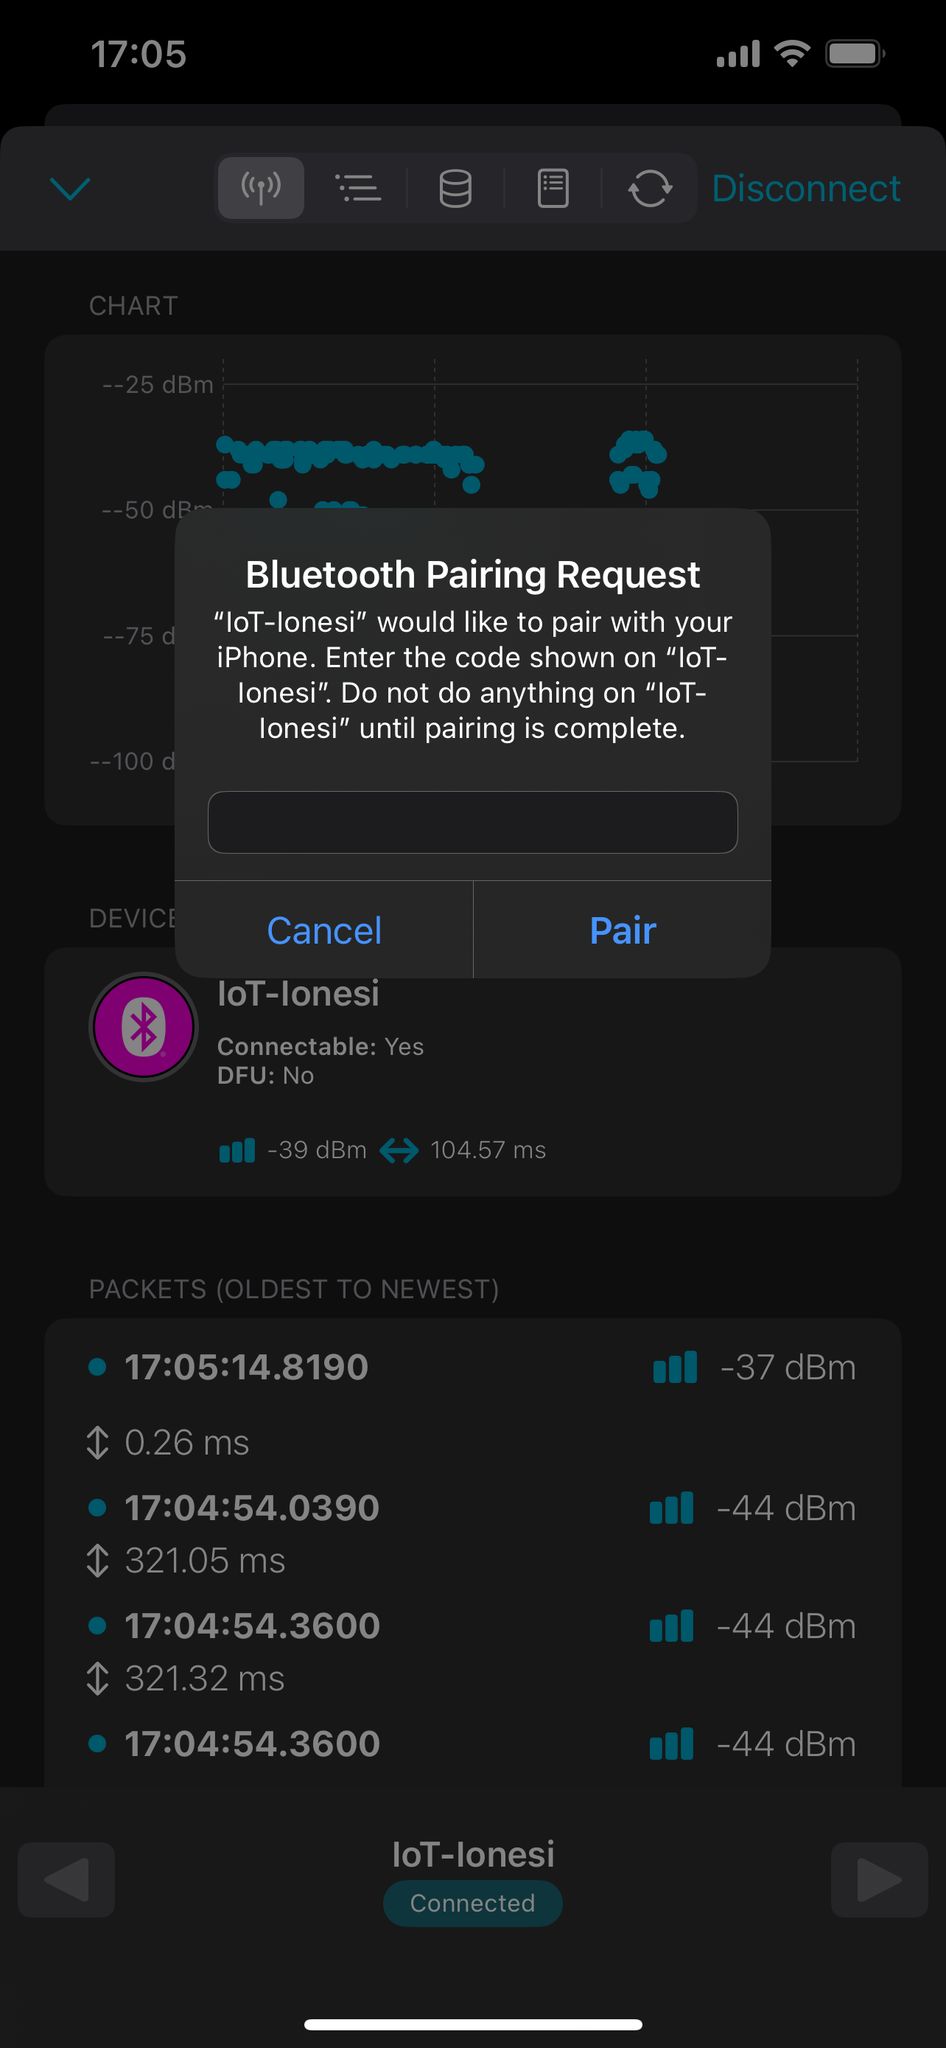 17:05
Disconnect
CHART
--25 dBm
--50 dBm
--75 d
--100 d
Bluetooth Pairing Request
“IoT-Ionesi” would like to pair with your
iPhone. Enter the code shown on “IoT-
Ionesi”. Do not do anything on “IoT-
Ionesi” until pairing is complete.
Cancel
Pair
DEVICE
IoT-Ionesi
Connectable: Yes
DFU: No
-39 dBm
104.57 ms
PACKETS (OLDEST TO NEWEST)
17:05:14.8190 -37 dBm
0.26 ms
17:04:54.0390 -44 dBm
321.05 ms
17:04:54.3600 -44 dBm
321.32 ms
17:04:54.3600 -44 dBm
IoT-Ionesi
Connected